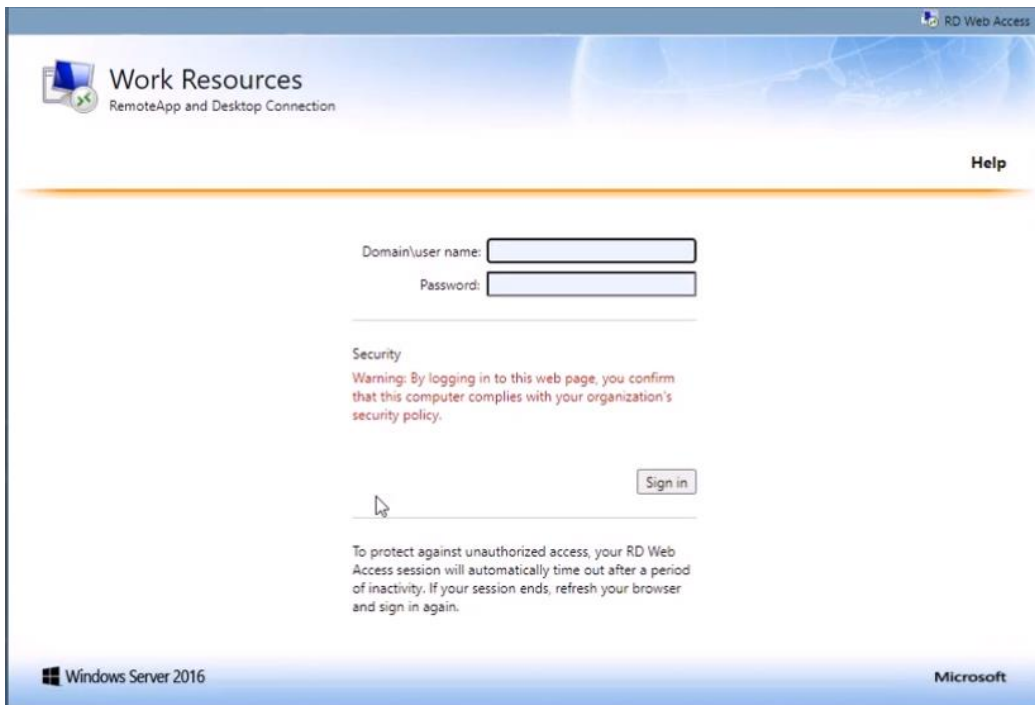 RD Web Access
Work Resources
RemoteApp and Desktop Connection
Help
Domain\user name:
Password:
Security
Warning: By logging in to this web page, you confirm
that this computer complies with your organization's
security policy.
Sign in
To protect against unauthorized access, your RD Web
Access session will automatically time out after a period
of inactivity. If your session ends, refresh your browser
and sign in again.
Windows Server 2016
Microsoft